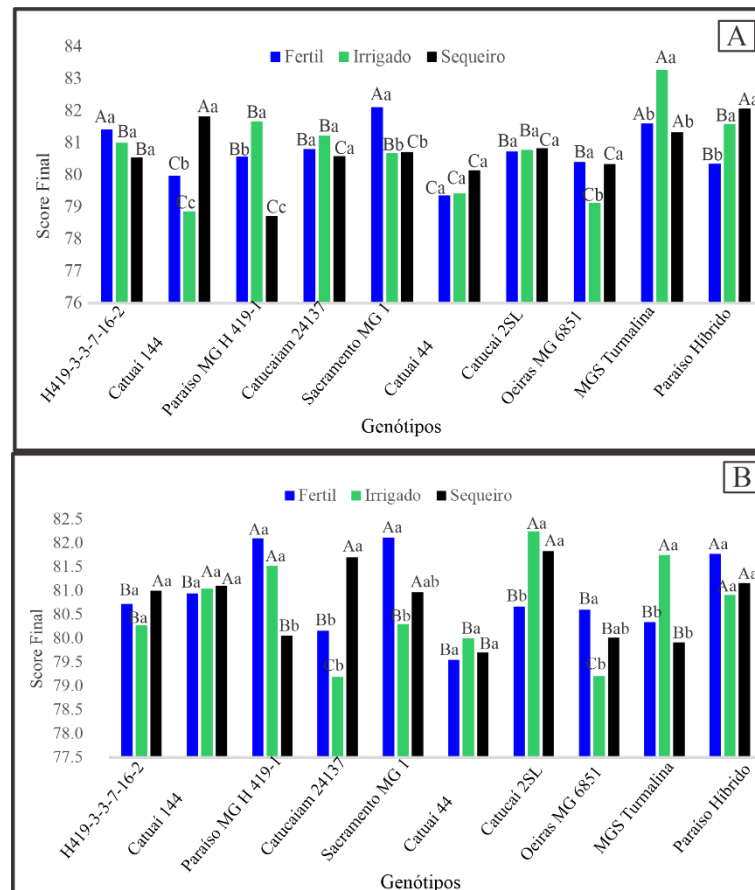 A
Fertil Irrigado Sequeiro
Score Final
84
83
82
81
80
79
78
77
76
Aa Ba Ba
Cb Cc Aa
Bb Ba Cc
Ba Ba Ca
Aa Bb Cb
Ca Ca Ca
Ba Ba Ca
Ba Cb Ca
Ab Aa Ab
Bb Ba Aa
H419-3-3-7-16-2
Catuaí 144
Paraíso MG H 419-1
Catucaiam 24137
Sacramento MG 1
Catuaí 44
Catucaí 2SL
Oeiras MG 6851
MGS Turmalina
Paraíso Híbrido
Genótipos
B
Fertil Irrigado Sequeiro
Score Final
82.5
82.0
81.5
81.0
80.5
80.0
79.5
79.0
78.5
78.0
77.5
Ba Ba Aa
Ba Aa Aa
Aa Aa Bb
Bb Cb Aa
Aa Bb Aab
Ba Ba Ba
Bb Aa Aa
Ba Cb Bab
Bb Aa Bb
Aa Aa Aa
H419-3-3-7-16-2
Catuaí 144
Paraíso MG H 419-1
Catucaiam 24137
Sacramento MG 1
Catuaí 44
Catucaí 2SL
Oeiras MG 6851
MGS Turmalina
Paraíso Híbrido
Genótipos